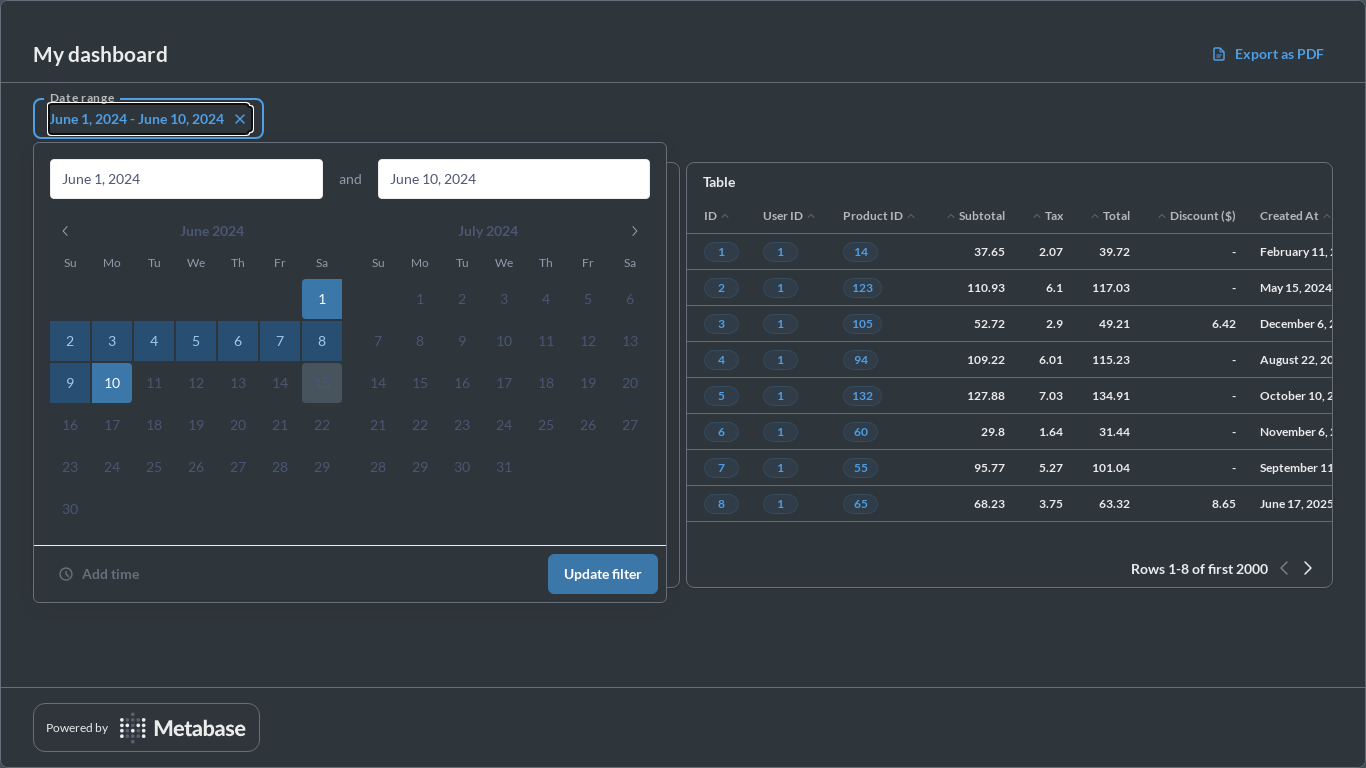 My dashboard
Export as PDF
Date range
June 1, 2024 - June 10, 2024
June 1, 2024 and June 10, 2024
June 2024 July 2024
Su Mo Tu We Th Fr Sa Su Mo Tu We Th Fr Sa
1 1 2 3 4 5 6
2 3 4 5 6 7 8 7 8 9 10 11 12 13
9 10 11 12 13 14 15 14 15 16 17 18 19 20
16 17 18 19 20 21 22 21 22 23 24 25 26 27
23 24 25 26 27 28 29 28 29 30 31
30
Add time
Update filter
Table
ID User ID Product ID Subtotal Tax Total Discount ($) Created At
1 1 14 37.65 2.07 39.72 - February 11,
2 1 123 110.93 6.1 117.03 - May 15, 2024
3 1 105 52.72 2.9 49.21 6.42 December 6,
4 1 94 109.22 6.01 115.23 - August 22, 20
5 1 132 127.88 7.03 134.91 - October 10, 2
6 1 60 29.8 1.64 31.44 - November 6,
7 1 55 95.77 5.27 101.04 - September 11
8 1 65 68.23 3.75 63.32 8.65 June 17, 2025
Rows 1-8 of first 2000
Powered by Metabase